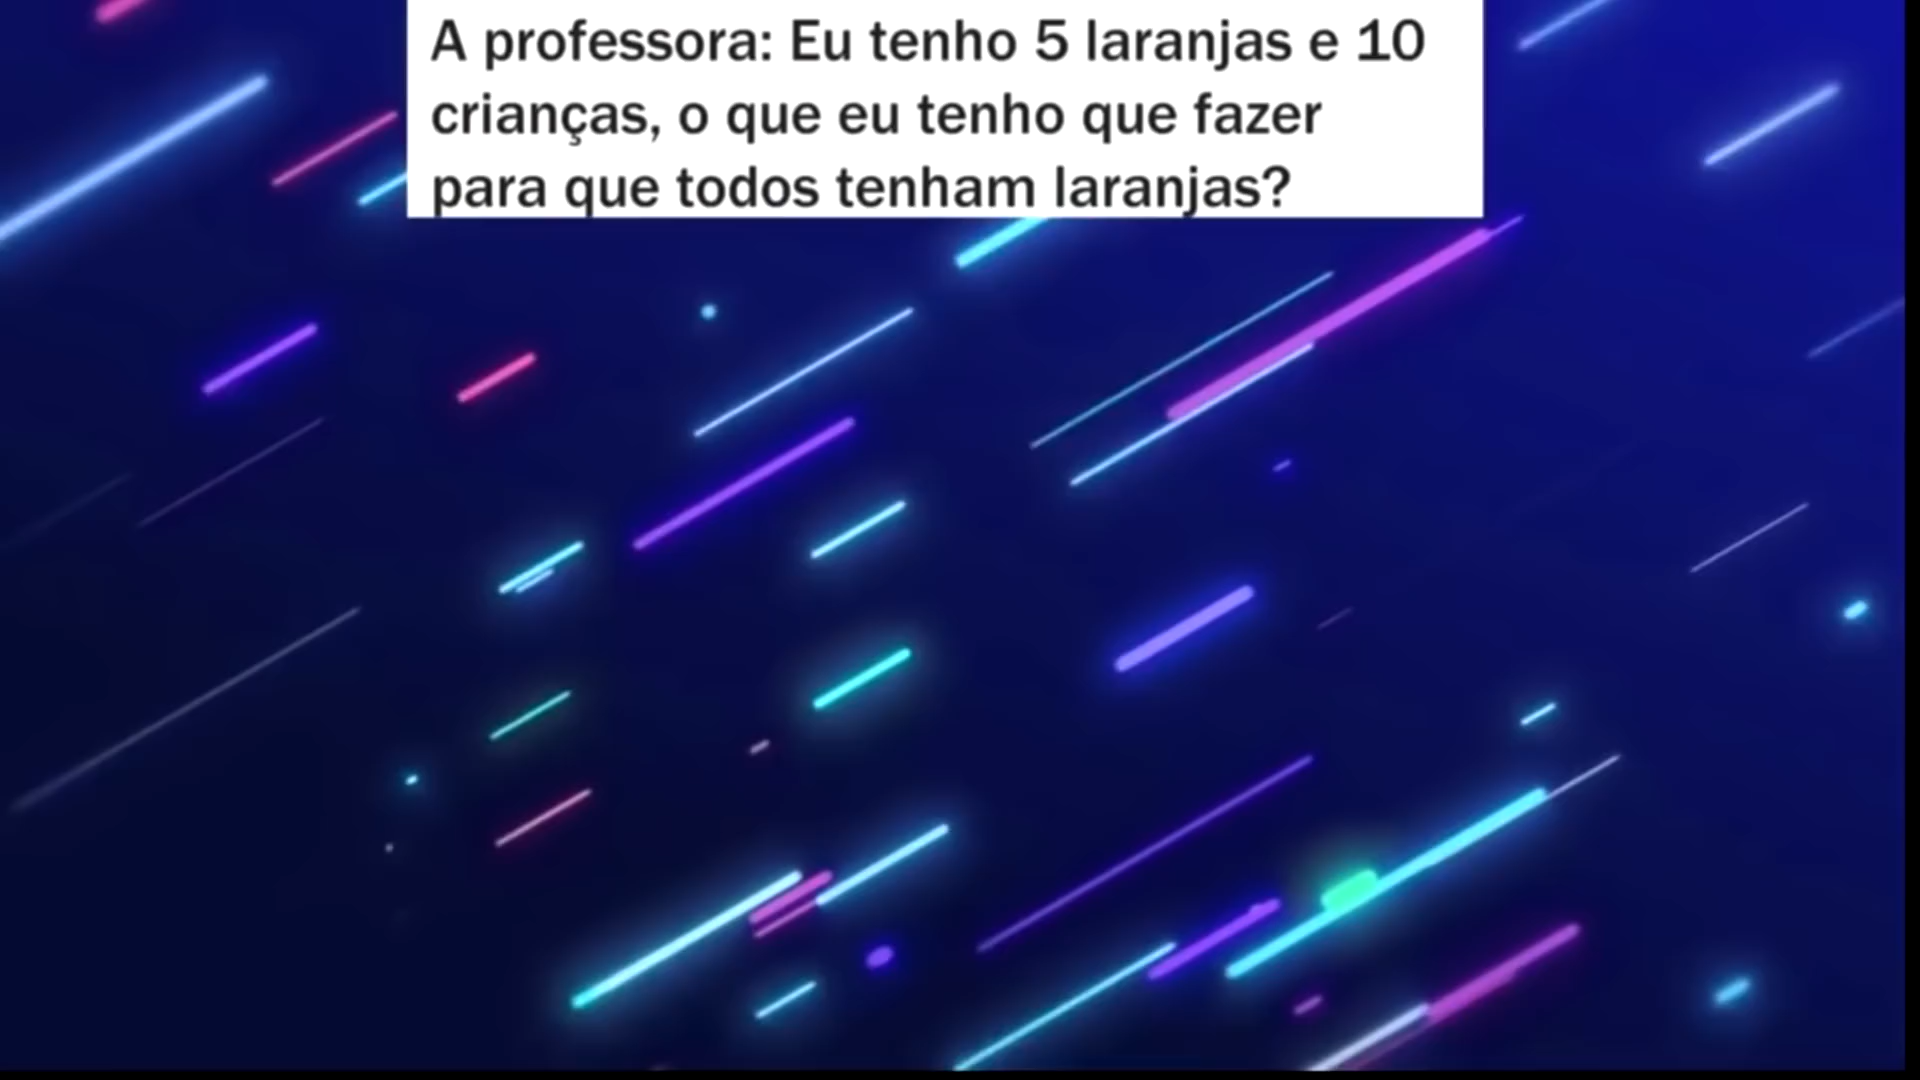 A professora: Eu tenho 5 laranjas e 10
crianças, o que eu tenho que fazer
para que todos tenham laranjas?